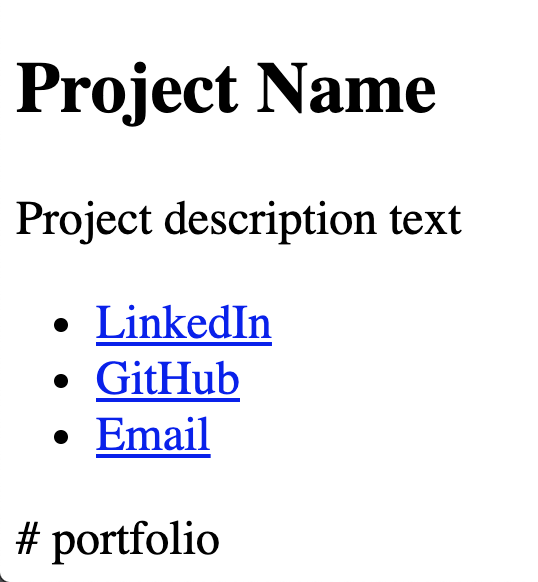 Project Name
Project description text
LinkedIn
GitHub
Email
# portfolio